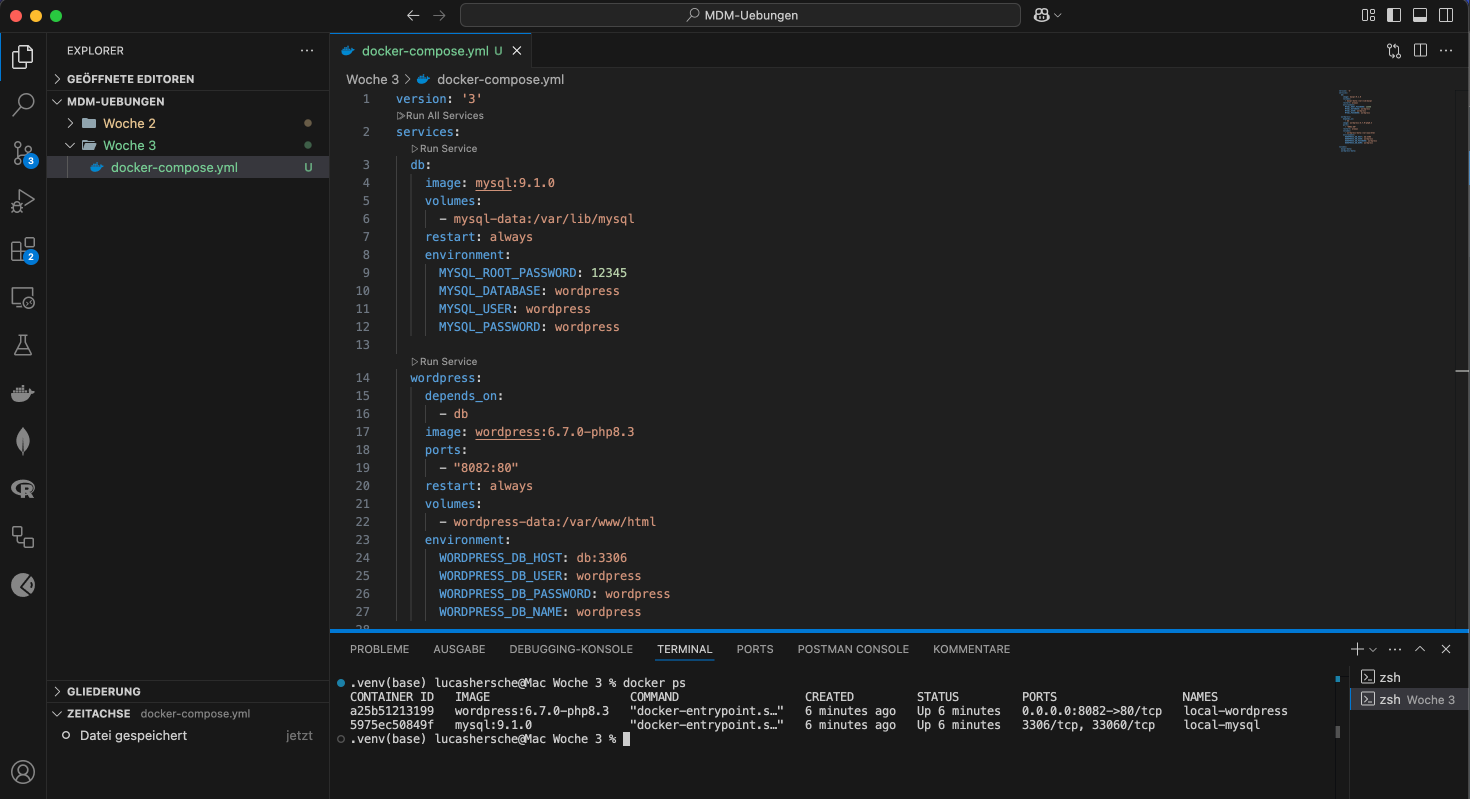 MDM-Uebungen
EXPLORER
GEÖFFNETE EDITOREN
MDM-UEBUNGEN
Woche 2
Woche 3
docker-compose.yml U
3
2
GLIEDERUNG
ZEITACHSE docker-compose.yml
Datei gespeichert jetzt
docker-compose.yml U
Woche 3 > docker-compose.yml
1 version: '3'
Run All Services
2 services:
Run Service
3 db:
4 image: mysql:9.1.0
5 volumes:
6 - mysql-data:/var/lib/mysql
7 restart: always
8 environment:
9 MYSQL_ROOT_PASSWORD: 12345
10 MYSQL_DATABASE: wordpress
11 MYSQL_USER: wordpress
12 MYSQL_PASSWORD: wordpress
13
Run Service
14 wordpress:
15 depends_on:
16 - db
17 image: wordpress:6.7.0-php8.3
18 ports:
19 - "8082:80"
20 restart: always
21 volumes:
22 - wordpress-data:/var/www/html
23 environment:
24 WORDPRESS_DB_HOST: db:3306
25 WORDPRESS_DB_USER: wordpress
26 WORDPRESS_DB_PASSWORD: wordpress
27 WORDPRESS_DB_NAME: wordpress
PROBLEME AUSGABE DEBUGGING-KONSOLE TERMINAL PORTS POSTMAN CONSOLE KOMMENTARE
.venv(base) lucashersche@Mac Woche 3 % docker ps
CONTAINER ID IMAGE COMMAND CREATED STATUS PORTS NAMES
a25b51213199 wordpress:6.7.0-php8.3 "docker-entrypoint.s…" 6 minutes ago Up 6 minutes 0.0.0.0:8082->80/tcp local-wordpress
5975ec50849f mysql:9.1.0 "docker-entrypoint.s…" 6 minutes ago Up 6 minutes 3306/tcp, 33060/tcp local-mysql
.venv(base) lucashersche@Mac Woche 3 %
zsh
zsh Woche 3